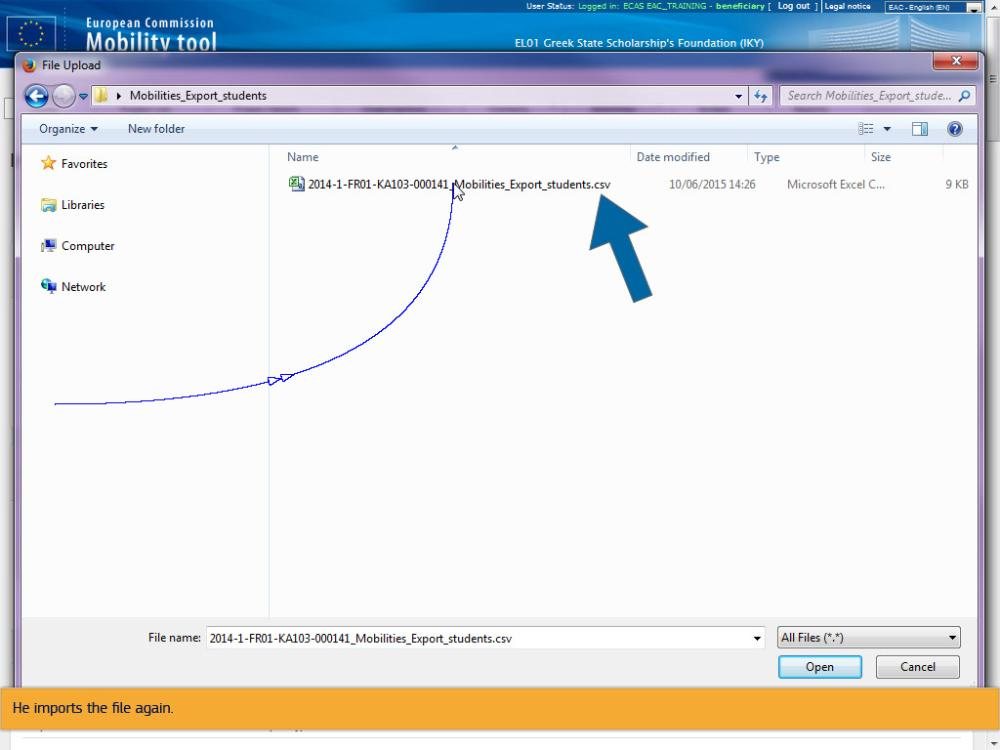 User Status: Logged in: ECAS EAC_TRAINING - beneficiary [ Log out ] Legal notice EAC - English (EN)
European Commission
Mobility tool
EL01 Greek State Scholarship's Foundation (IKY)
File Upload
Mobilities_Export_students
Search Mobilities_Export_stude...
Organize New folder
Favorites
Libraries
Computer
Network
Name Date modified Type Size
2014-1-FR01-KA103-000141_Mobilities_Export_students.csv 10/06/2015 14:26 Microsoft Excel C... 9 KB
File name: 2014-1-FR01-KA103-000141_Mobilities_Export_students.csv All Files (*.*)
Open Cancel
He imports the file again.